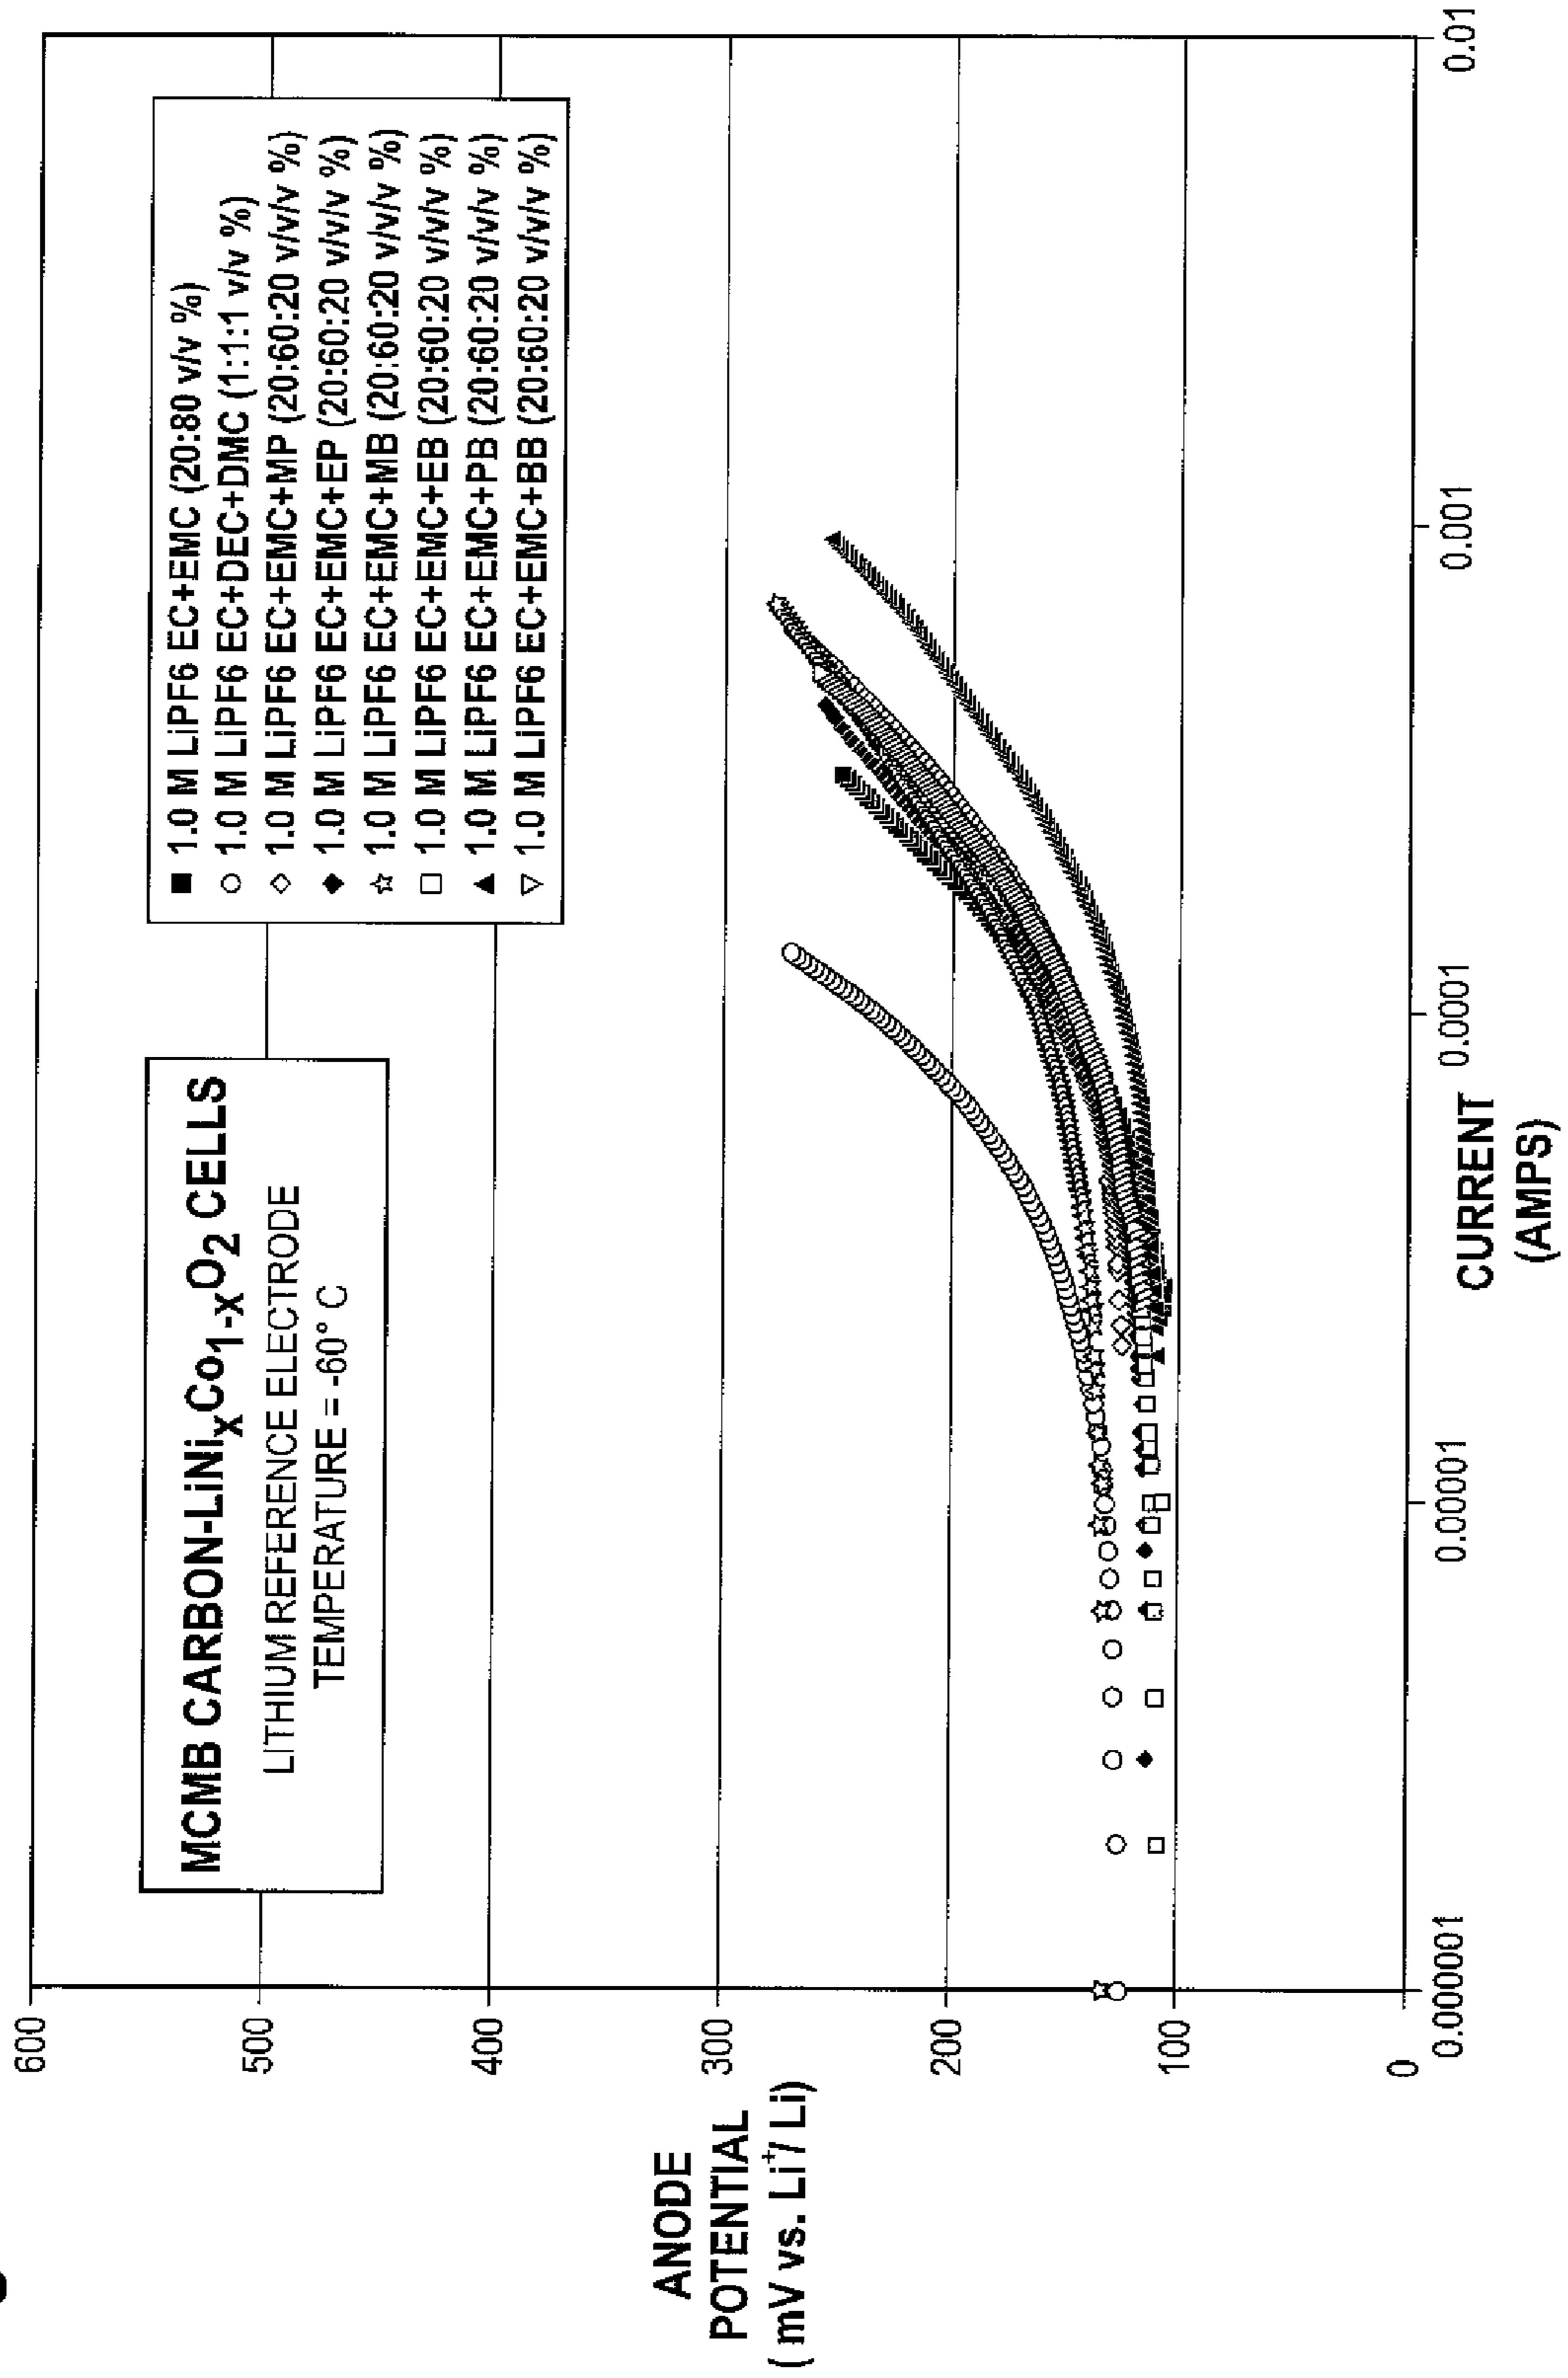 600
500
400
300
200
100
0
ANODE
POTENTIAL
( mV vs. Li⁺/ Li)
MCMB CARBON-LiNiₓCo₁₋ₓO₂ CELLS
LITHIUM REFERENCE ELECTRODE
TEMPERATURE = -60° C
■ 1.0 M LiPF6 EC+EMC (20:80 v/v %)
○ 1.0 M LiPF6 EC+DEC+DMC (1:1:1 v/v %)
◇ 1.0 M LiPF6 EC+EMC+MP (20:60:20 v/v/v %)
◆ 1.0 M LiPF6 EC+EMC+EP (20:60:20 v/v/v %)
☆ 1.0 M LiPF6 EC+EMC+MB (20:60:20 v/v/v %)
□ 1.0 M LiPF6 EC+EMC+EB (20:60:20 v/v/v %)
▲ 1.0 M LiPF6 EC+EMC+PB (20:60:20 v/v/v %)
▽ 1.0 M LiPF6 EC+EMC+BB (20:60:20 v/v/v %)
0.000001
0.00001
0.0001
0.001
0.01
CURRENT
(AMPS)